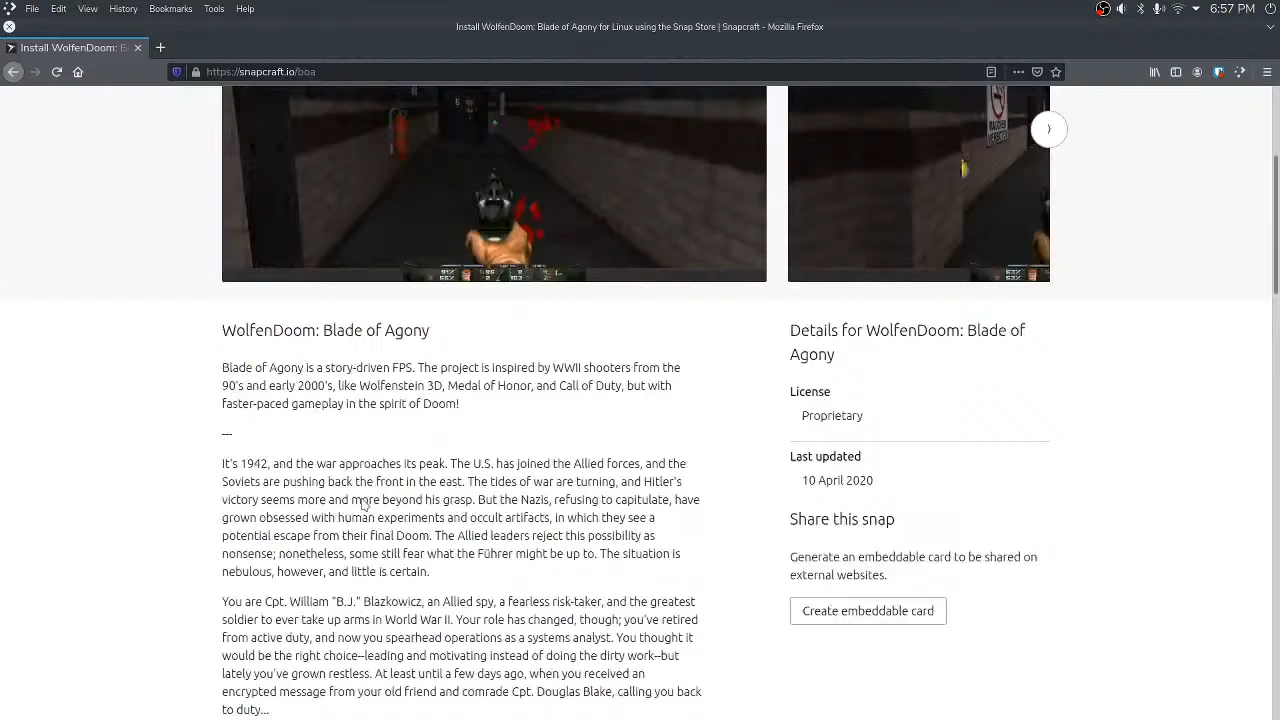 File Edit View History Bookmarks Tools Help
6:57 PM
Install WolfenDoom: Blade of Agony for Linux using the Snap Store | Snapcraft - Mozilla Firefox
Install WolfenDoom: B
https://snapcraft.io/boa
WolfenDoom: Blade of Agony
Blade of Agony is a story-driven FPS. The project is inspired by WWII shooters from the
90's and early 2000's, like Wolfenstein 3D, Medal of Honor, and Call of Duty, but with
faster-paced gameplay in the spirit of Doom!
---
It's 1942, and the war approaches its peak. The U.S. has joined the Allied forces, and the
Soviets are pushing back the front in the east. The tides of war are turning, and Hitler's
victory seems more and more beyond his grasp. But the Nazis, refusing to capitulate, have
grown obsessed with human experiments and occult artifacts, in which they see a
potential escape from their final Doom. The Allied leaders reject this possibility as
nonsense; nonetheless, some still fear what the Führer might be up to. The situation is
nebulous, however, and little is certain.
You are Cpt. William "B.J." Blazkowicz, an Allied spy, a fearless risk-taker, and the greatest
soldier to ever take up arms in World War II. Your role has changed, though; you've retired
from active duty, and now you spearhead operations as a systems analyst. You thought it
would be the right choice--leading and motivating instead of doing the dirty work--but
lately you've grown restless. At least until a few days ago, when you received an
encrypted message from your old friend and comrade Cpt. Douglas Blake, calling you back
to duty...
Details for WolfenDoom: Blade of
Agony
License
Proprietary
Last updated
10 April 2020
Share this snap
Generate an embeddable card to be shared on
external websites.
Create embeddable card